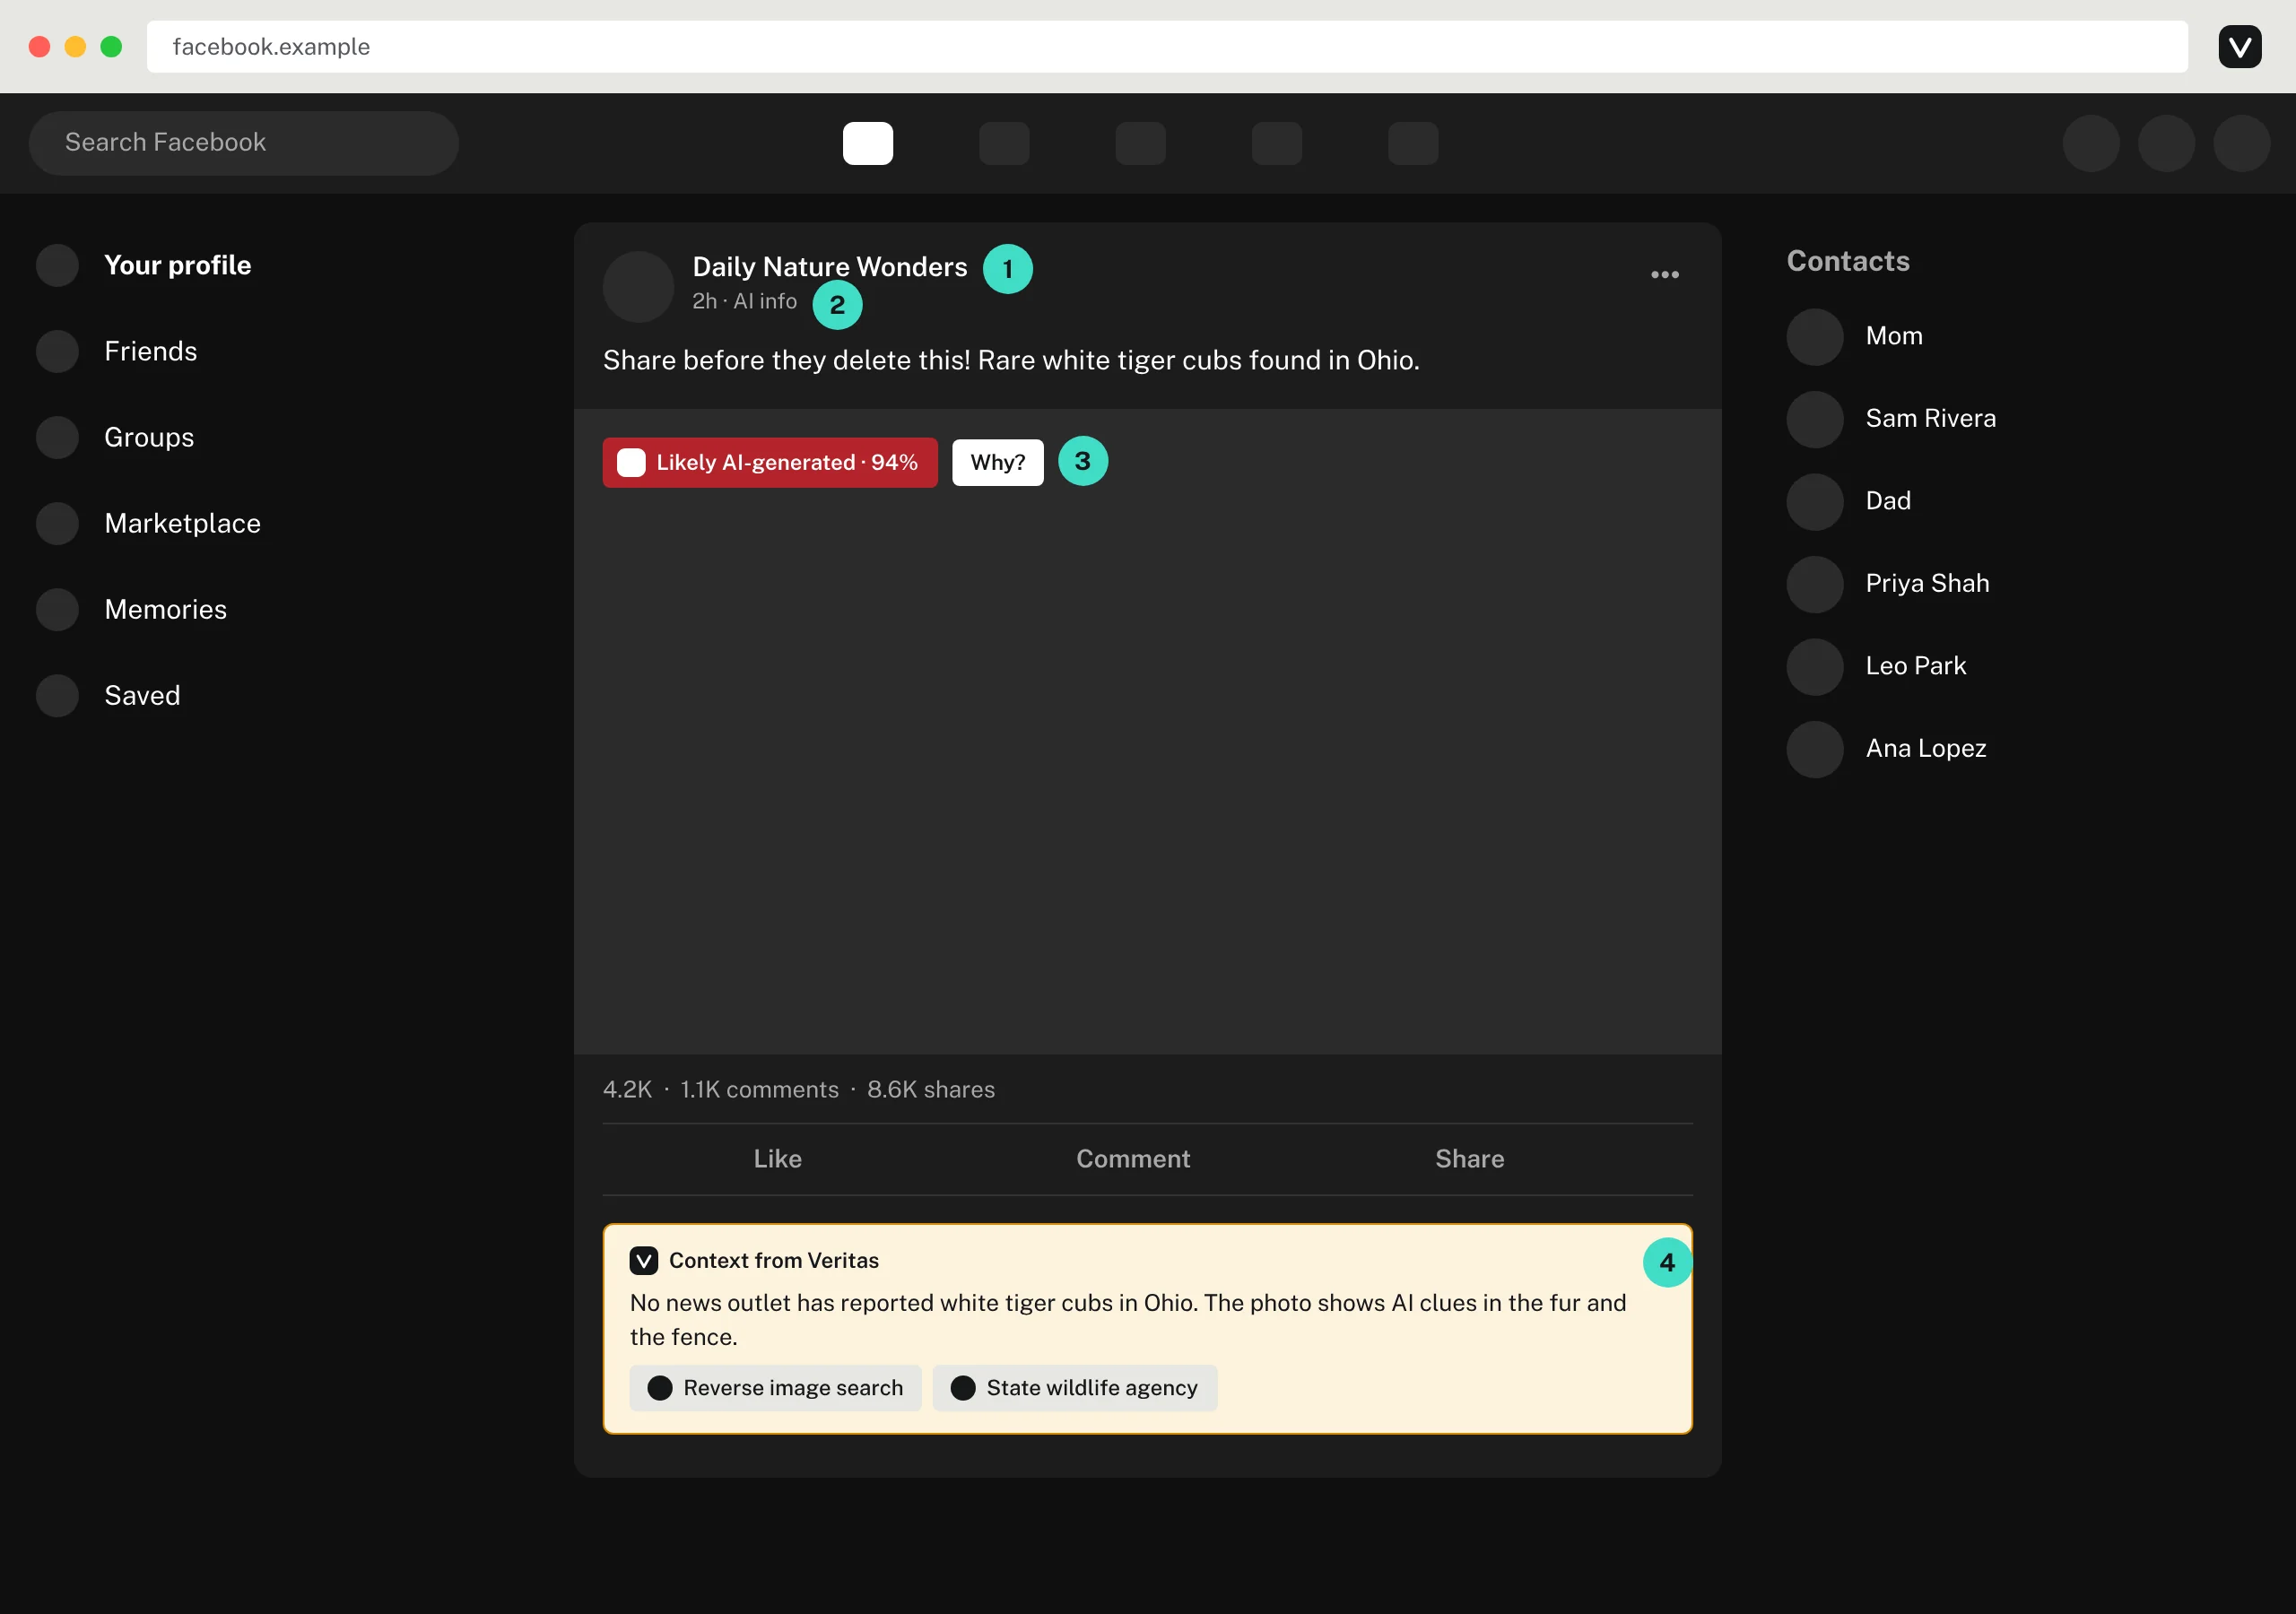 facebook.example
Search Facebook
Your profile
Friends
Groups
Marketplace
Memories
Saved
Daily Nature Wonders 1
2h · AI info 2
•••
Share before they delete this! Rare white tiger cubs found in Ohio.
Likely AI-generated · 94% Why? 3
4.2K · 1.1K comments · 8.6K shares
Like Comment Share
V Context from Veritas 4
No news outlet has reported white tiger cubs in Ohio. The photo shows AI clues in the fur and
the fence.
Reverse image search State wildlife agency
Contacts
Mom
Sam Rivera
Dad
Priya Shah
Leo Park
Ana Lopez